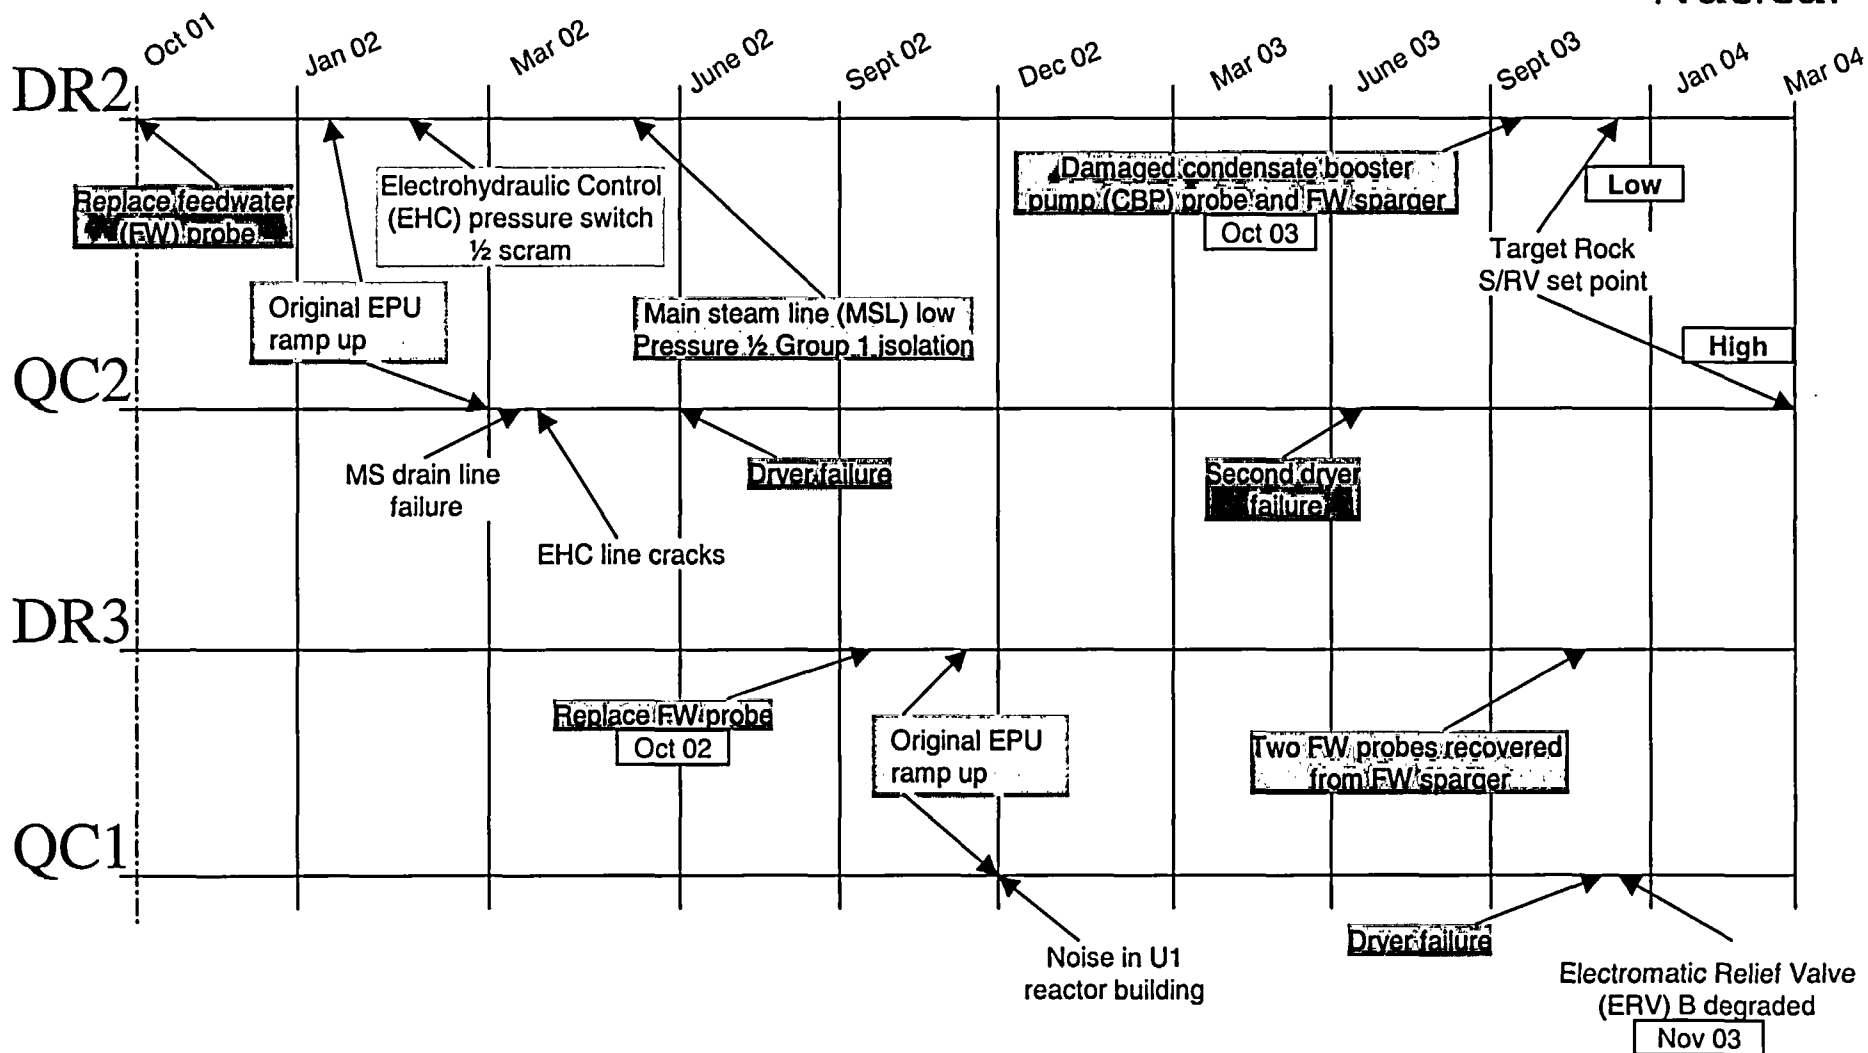 Oct 01
Jan 02
Mar 02
June 02
Sept 02
Dec 02
Mar 03
June 03
Sept 03
Jan 04
Mar 04
DR2
Replace feedwater
(FW) probe
Electrohydraulic Control
(EHC) pressure switch
½ scram
Damaged condensate booster
pump (CBP) probe and FW sparger
Oct 03
Low
Target Rock
S/RV set point
Original EPU
ramp up
Main steam line (MSL) low
Pressure ½ Group 1 isolation
High
QC2
MS drain line
failure
Dryer failure
Second dryer
failure
EHC line cracks
DR3
Replace FW probe
Oct 02
Original EPU
ramp up
Two FW probes recovered
from FW sparger
QC1
Noise in U1
reactor building
Dryer failure
Electromatic Relief Valve
(ERV) B degraded
Nov 03